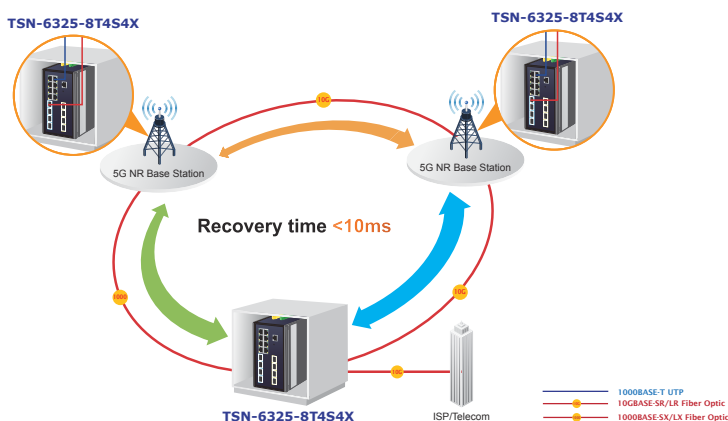 TSN-6325-8T4S4X
TSN-6325-8T4S4X
10G
5G NR Base Station
5G NR Base Station
Recovery time <10ms
1000
10G
10G
TSN-6325-8T4S4X
ISP/Telecom
1000BASE-T UTP
10GBASE-SR/LR Fiber Optic
1000BASE-SX/LX Fiber Optic